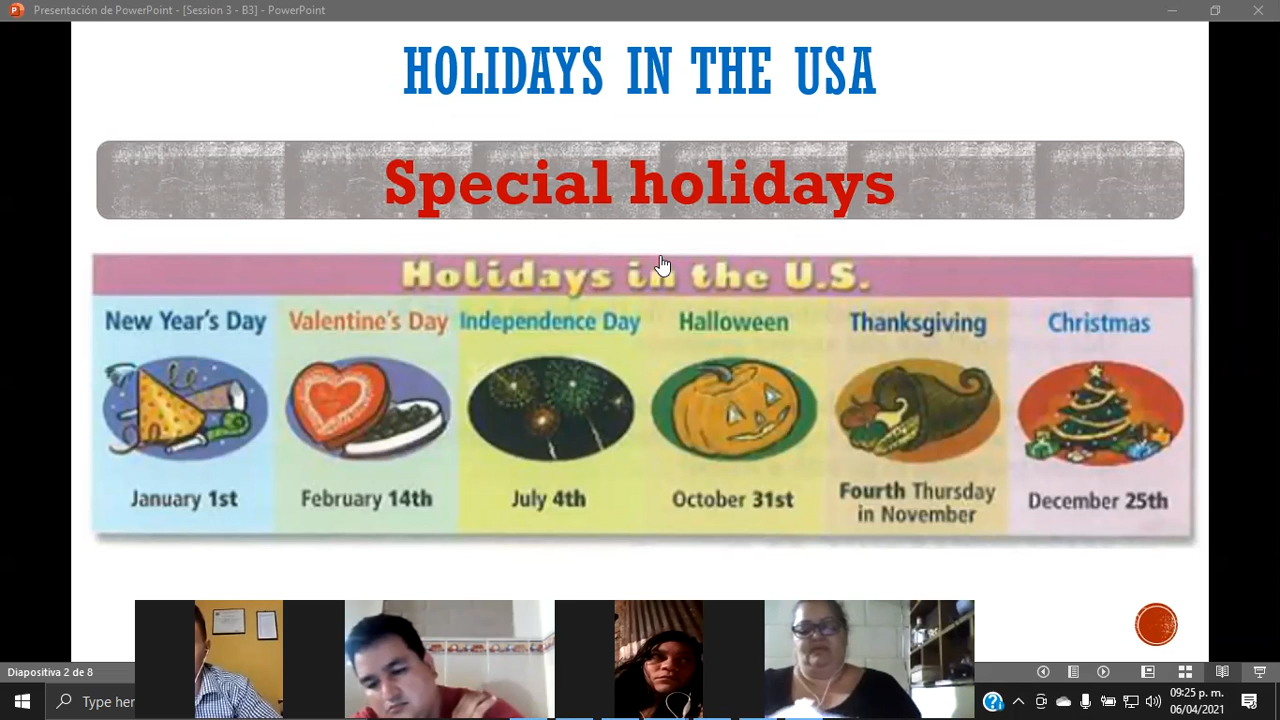 Presentación de PowerPoint - [Session 3 - B3] - PowerPoint
HOLIDAYS IN THE USA
Special holidays
Holidays in the U.S.
New Year's Day
Valentine's Day
Independence Day
Halloween
Thanksgiving
Christmas
January 1st
February 14th
July 4th
October 31st
Fourth Thursday
in November
December 25th
Diapositiva 2 de 8
Type her
09:25 p. m.
06/04/2021